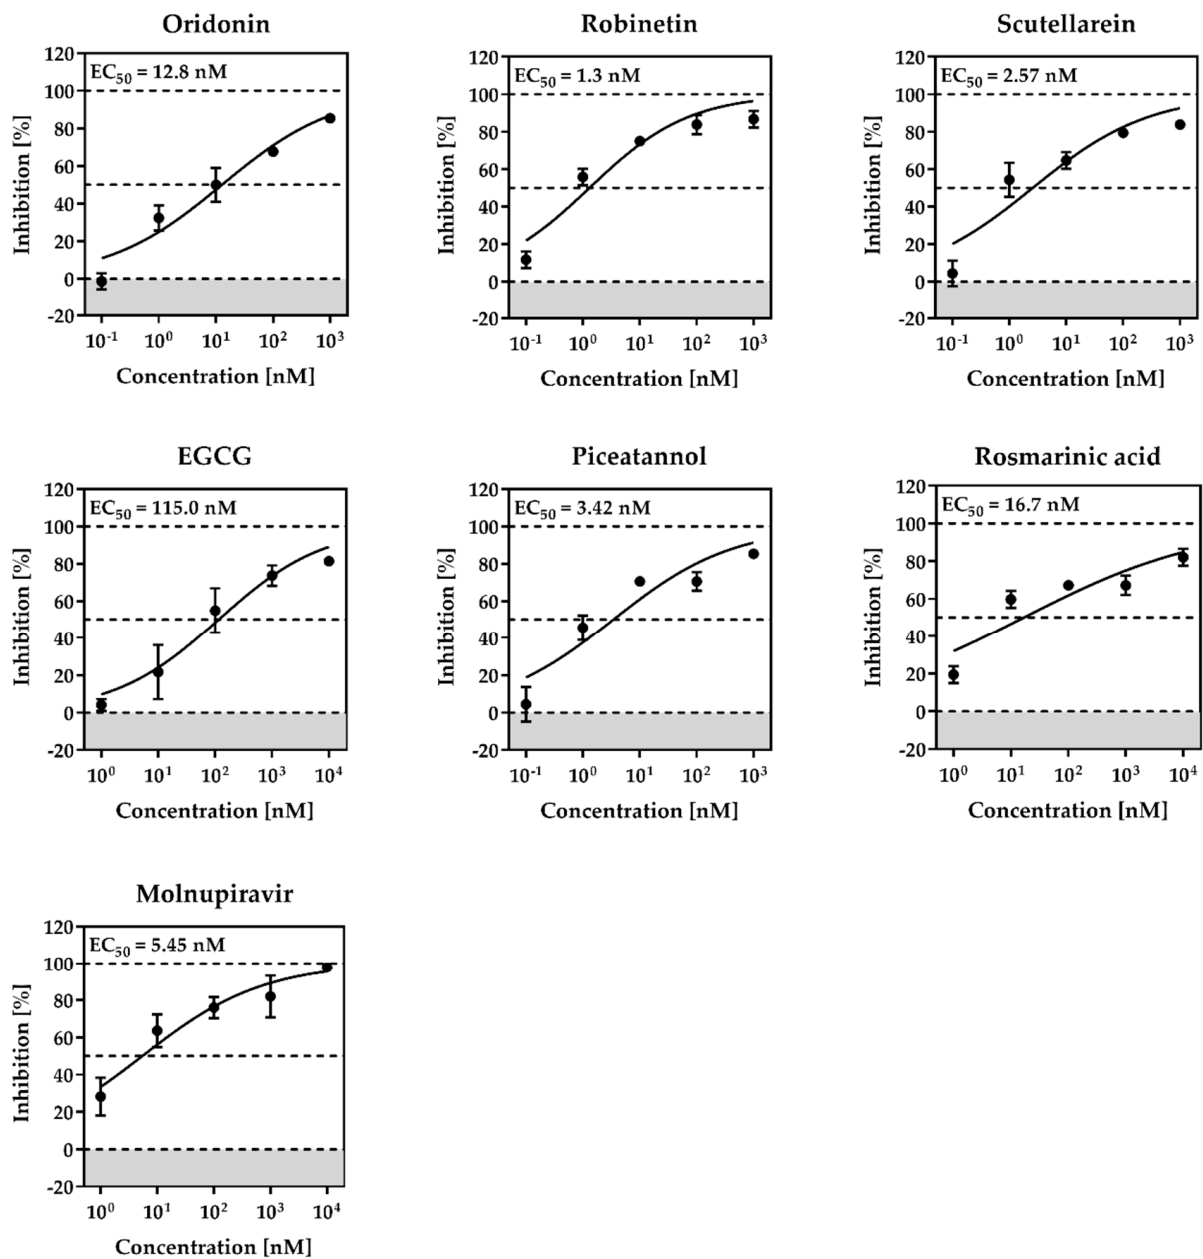 Oridonin
EC50 = 12.8 nM
120
100
80
60
40
20
0
-20
Inhibition [%]
10-1 100 101 102 103
Concentration [nM]
Robinetin
EC50 = 1.3 nM
120
100
80
60
40
20
0
-20
Inhibition [%]
10-1 100 101 102 103
Concentration [nM]
Scutellarein
EC50 = 2.57 nM
120
100
80
60
40
20
0
-20
Inhibition [%]
10-1 100 101 102 103
Concentration [nM]
EGCG
EC50 = 115.0 nM
120
100
80
60
40
20
0
-20
Inhibition [%]
100 101 102 103 104
Concentration [nM]
Piceatannol
EC50 = 3.42 nM
120
100
80
60
40
20
0
-20
Inhibition [%]
10-1 100 101 102 103
Concentration [nM]
Rosmarinic acid
EC50 = 16.7 nM
120
100
80
60
40
20
0
-20
Inhibition [%]
100 101 102 103 104
Concentration [nM]
Molnupiravir
EC50 = 5.45 nM
120
100
80
60
40
20
0
-20
Inhibition [%]
100 101 102 103 104
Concentration [nM]